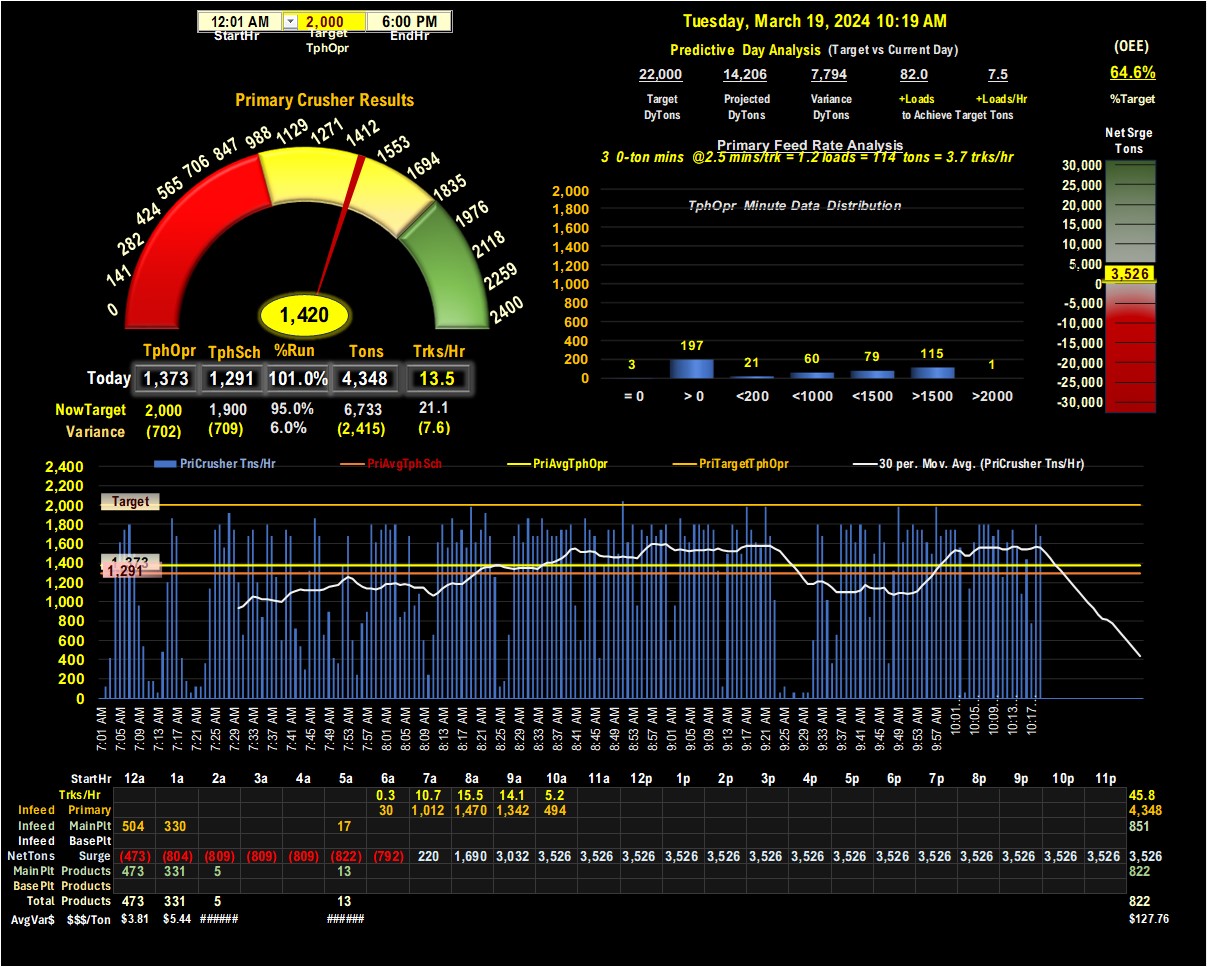 12:01 AM 2,000 6:00 PM
StartHr Target TphOpr EndHr
Tuesday, March 19, 2024 10:19 AM
Predictive Day Analysis (Target vs Current Day)
22,000 14,206 7,794 82.0 7.5
Target Projected Variance +Loads +Loads/Hr
DyTons DyTons DyTons to Achieve Target Tons
(OEE)
64.6%
%Target
Primary Crusher Results
0 141 282 424 565 706 847 988 1129 1271 1412 1553 1694 1835 1976 2118 2259 2400
1,420
TphOpr TphSch %Run Tons Trks/Hr
Today 1,373 1,291 101.0% 4,348 13.5
NowTarget 2,000 1,900 95.0% 6,733 21.1
Variance (702) (709) 6.0% (2,415) (7.6)
Primary Feed Rate Analysis
3 0-ton mins @2.5 mins/trk = 1.2 loads = 114 tons = 3.7 trks/hr
TphOpr Minute Data Distribution
2,000
1,800
1,600
1,400
1,200
1,000
800
600
400
200
0
3 197 21 60 79 115 1
= 0 > 0 <200 <1000 <1500 >1500 >2000
Net Srge
Tons
30,000
25,000
20,000
15,000
10,000
5,000
3,526
0
-5,000
-10,000
-15,000
-20,000
-25,000
-30,000
PriCrusher Tns/Hr PriAvgTphSch PriAvgTphOpr PriTargetTphOpr 30 per. Mov. Avg. (PriCrusher Tns/Hr)
2,400
2,200
2,000
1,800
1,600
1,400
1,200
1,000
800
600
400
200
0
Target
1,373
1,291
7:01 AM 7:05 AM 7:09 AM 7:13 AM 7:17 AM 7:21 AM 7:25 AM 7:29 AM 7:33 AM 7:37 AM 7:41 AM 7:45 AM 7:49 AM 7:53 AM 7:57 AM 8:01 AM 8:05 AM 8:09 AM 8:13 AM 8:17 AM 8:21 AM 8:25 AM 8:29 AM 8:33 AM 8:37 AM 8:41 AM 8:45 AM 8:49 AM 8:53 AM 8:57 AM 9:01 AM 9:05 AM 9:09 AM 9:13 AM 9:17 AM 9:21 AM 9:25 AM 9:29 AM 9:33 AM 9:37 AM 9:41 AM 9:45 AM 9:49 AM 9:53 AM 9:57 AM 10:01... 10:05... 10:09... 10:13... 10:17...
StartHr 12a 1a 2a 3a 4a 5a 6a 7a 8a 9a 10a 11a 12p 1p 2p 3p 4p 5p 6p 7p 8p 9p 10p 11p
Trks/Hr 0.3 10.7 15.5 14.1 5.2 45.8
Infeed Primary 30 1,012 1,470 1,342 494 4,348
Infeed MainPlt 504 330 17 851
Infeed BasePlt
NetTons Surge (473) (804) (809) (809) (809) (822) (792) 220 1,690 3,032 3,526 3,526 3,526 3,526 3,526 3,526 3,526 3,526 3,526 3,526 3,526 3,526 3,526 3,526 3,526
MainPlt Products 473 331 5 13 822
BasePlt Products
Total Products 473 331 5 13 822
AvgVar$ $$$/Ton $3.81 $5.44 ###### ###### $127.76